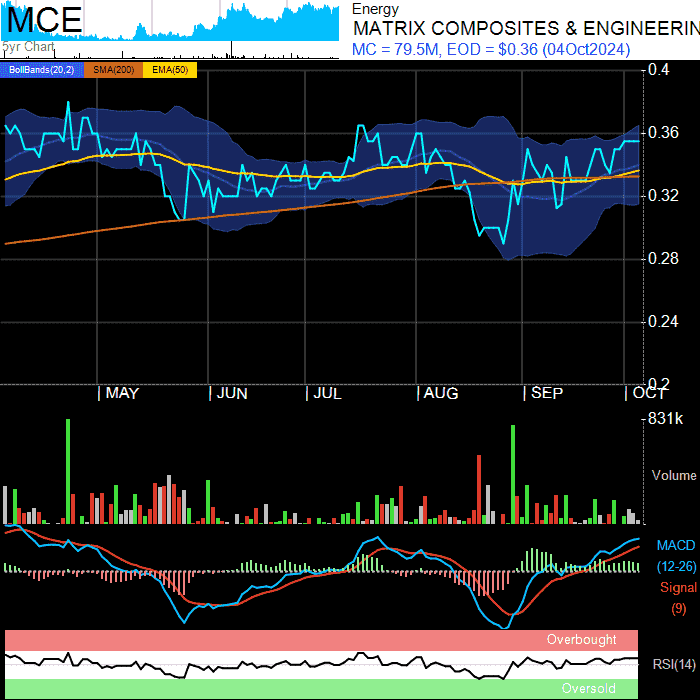 MCE
5yr Chart
Energy
MATRIX COMPOSITES & ENGINEERIN
MC = 79.5M, EOD = $0.36 (04Oct2024)
BollBands(20,2) SMA(200) EMA(50)
0.4
0.36
0.32
0.28
0.24
0.2
MAY JUN JUL AUG SEP OCT
831k
Volume
MACD
(12-26)
Signal
(9)
Overbought
RSI(14)
Oversold